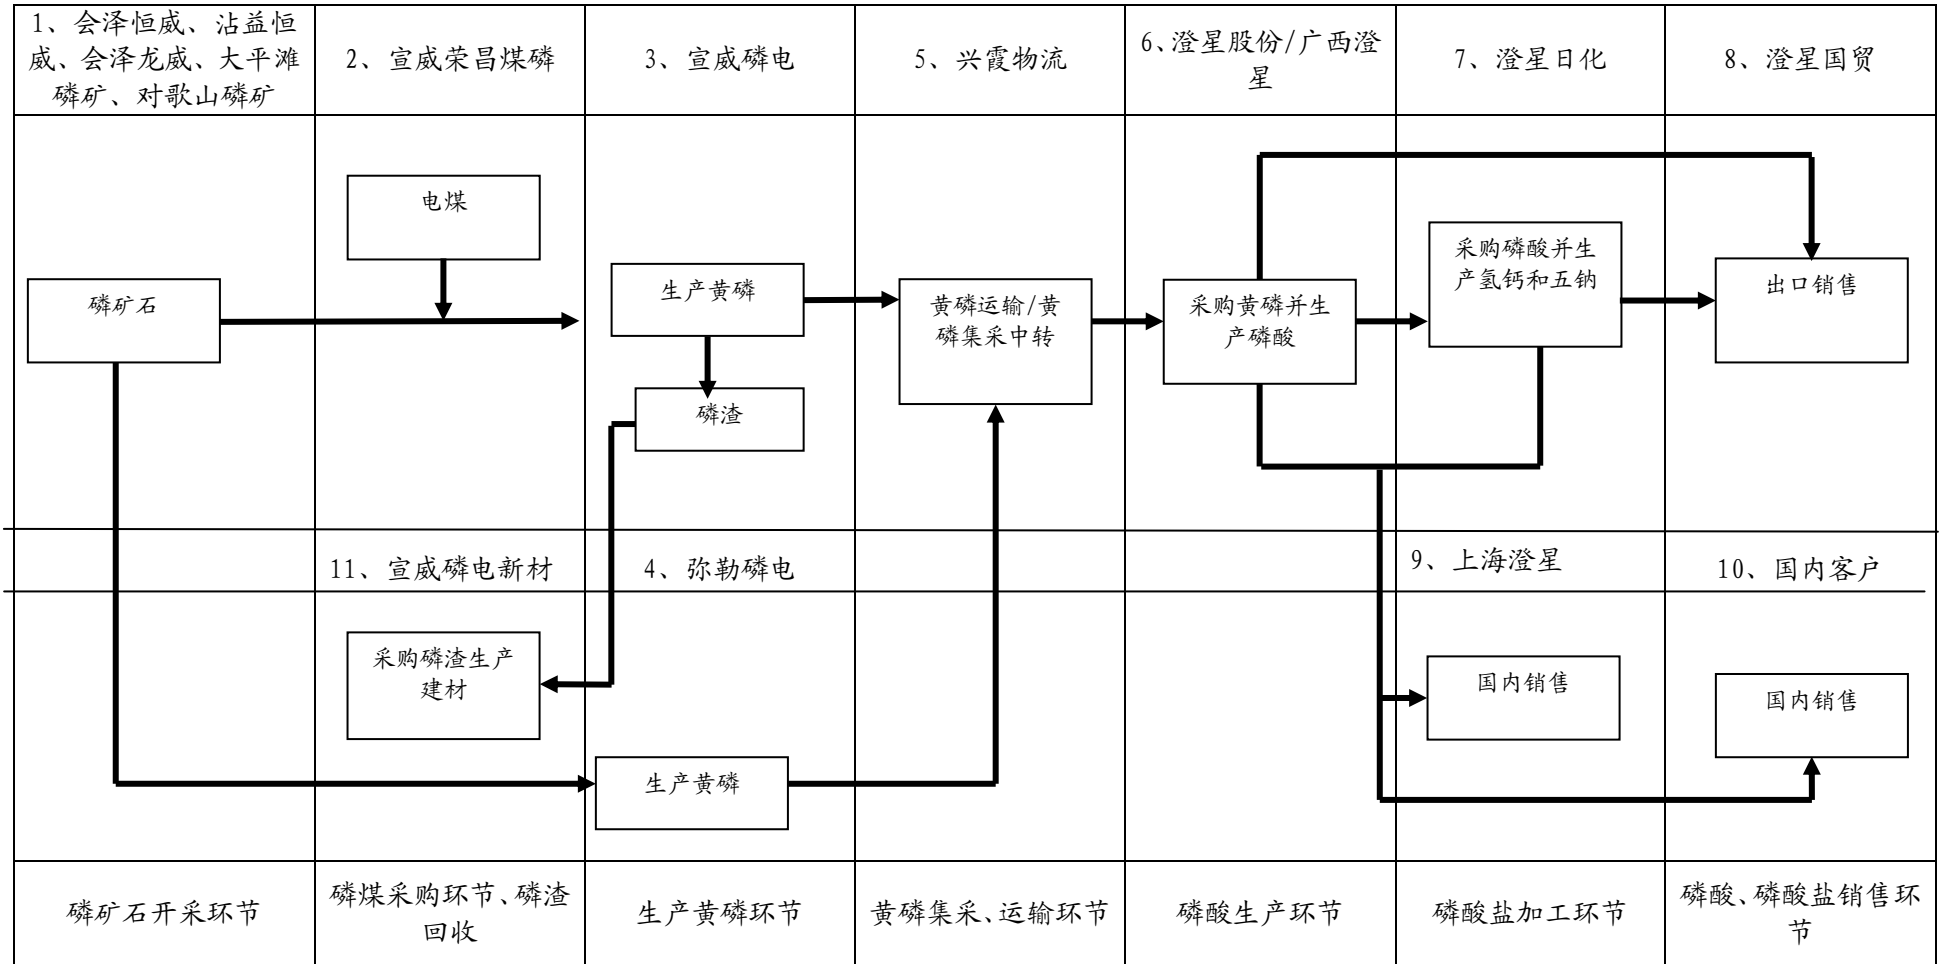 1、会泽恒威、沾益恒
威、会泽龙威、大平滩
磷矿、对歌山磷矿
2、宣威荣昌煤磷
3、宣威磷电
5、兴霞物流
6、澄星股份/广西澄
星
7、澄星日化
8、澄星国贸
电煤
磷矿石
生产黄磷
磷渣
黄磷运输/黄
磷集采中转
采购黄磷并生
产磷酸
采购磷酸并生
产氢钙和五钠
出口销售
11、宣威磷电新材
4、弥勒磷电
9、上海澄星
10、国内客户
采购磷渣生产
建材
生产黄磷
国内销售
国内销售
磷矿石开采环节
磷煤采购环节、磷渣
回收
生产黄磷环节
黄磷集采、运输环节
磷酸生产环节
磷酸盐加工环节
磷酸、磷酸盐销售环
节